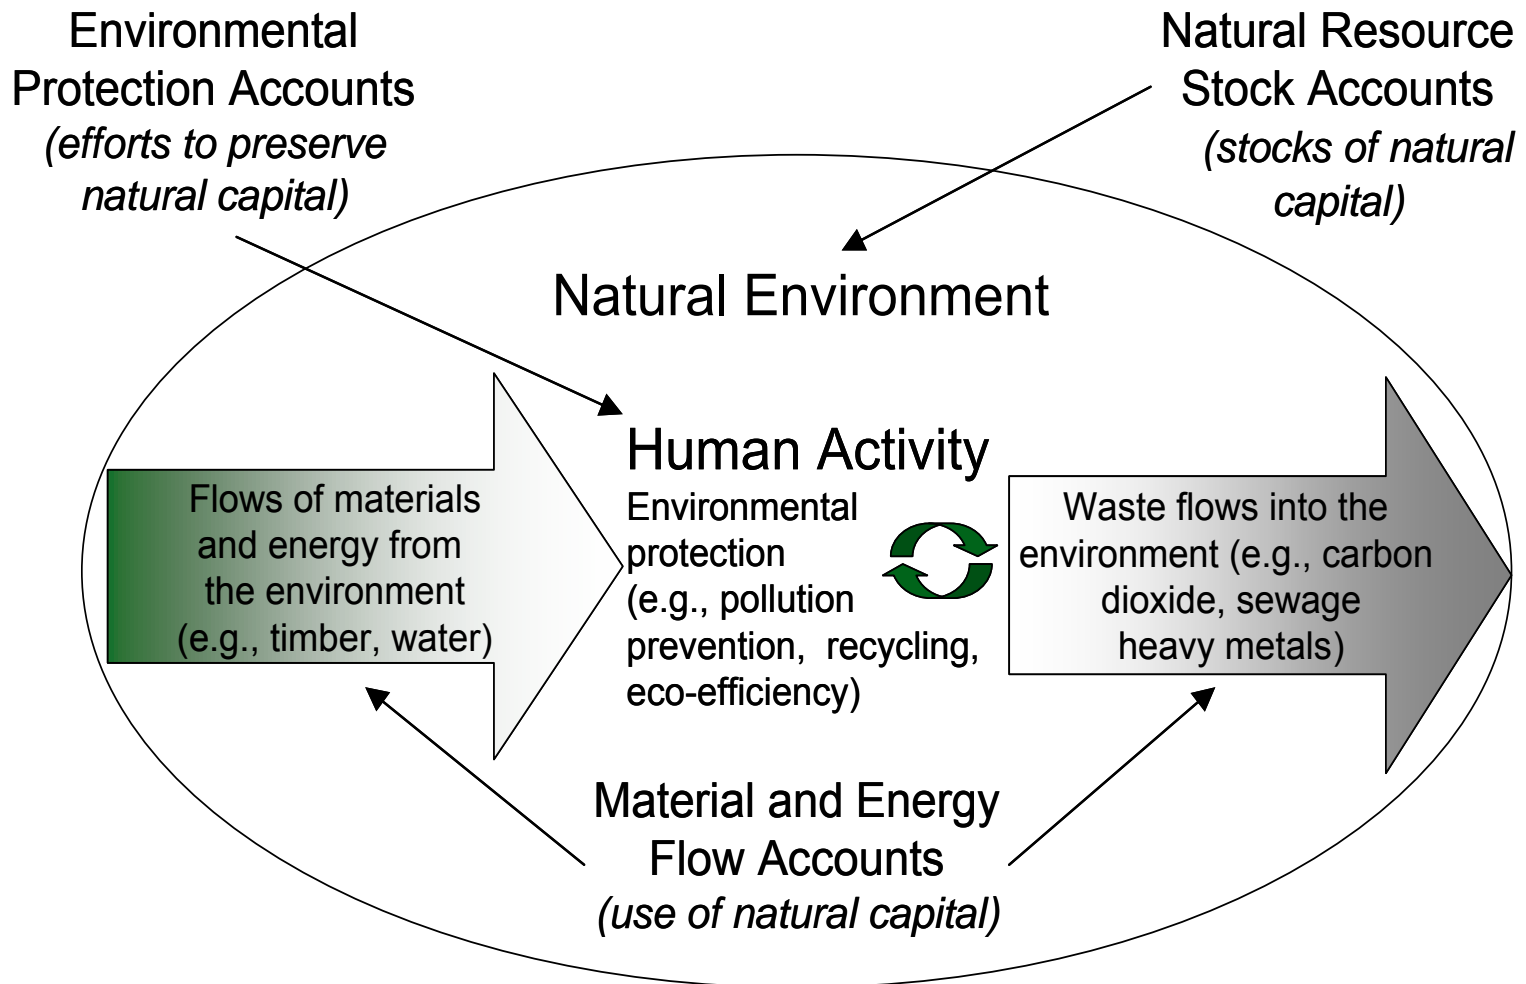 Environmental
Protection Accounts
(efforts to preserve
natural capital)
Natural Resource
Stock Accounts
(stocks of natural
capital)
Natural Environment
Flows of materials
and energy from
the environment
(e.g., timber, water)
Human Activity
Environmental
protection
(e.g., pollution
prevention, recycling,
eco-efficiency)
Waste flows into the
environment (e.g., carbon
dioxide, sewage
heavy metals)
Material and Energy
Flow Accounts
(use of natural capital)